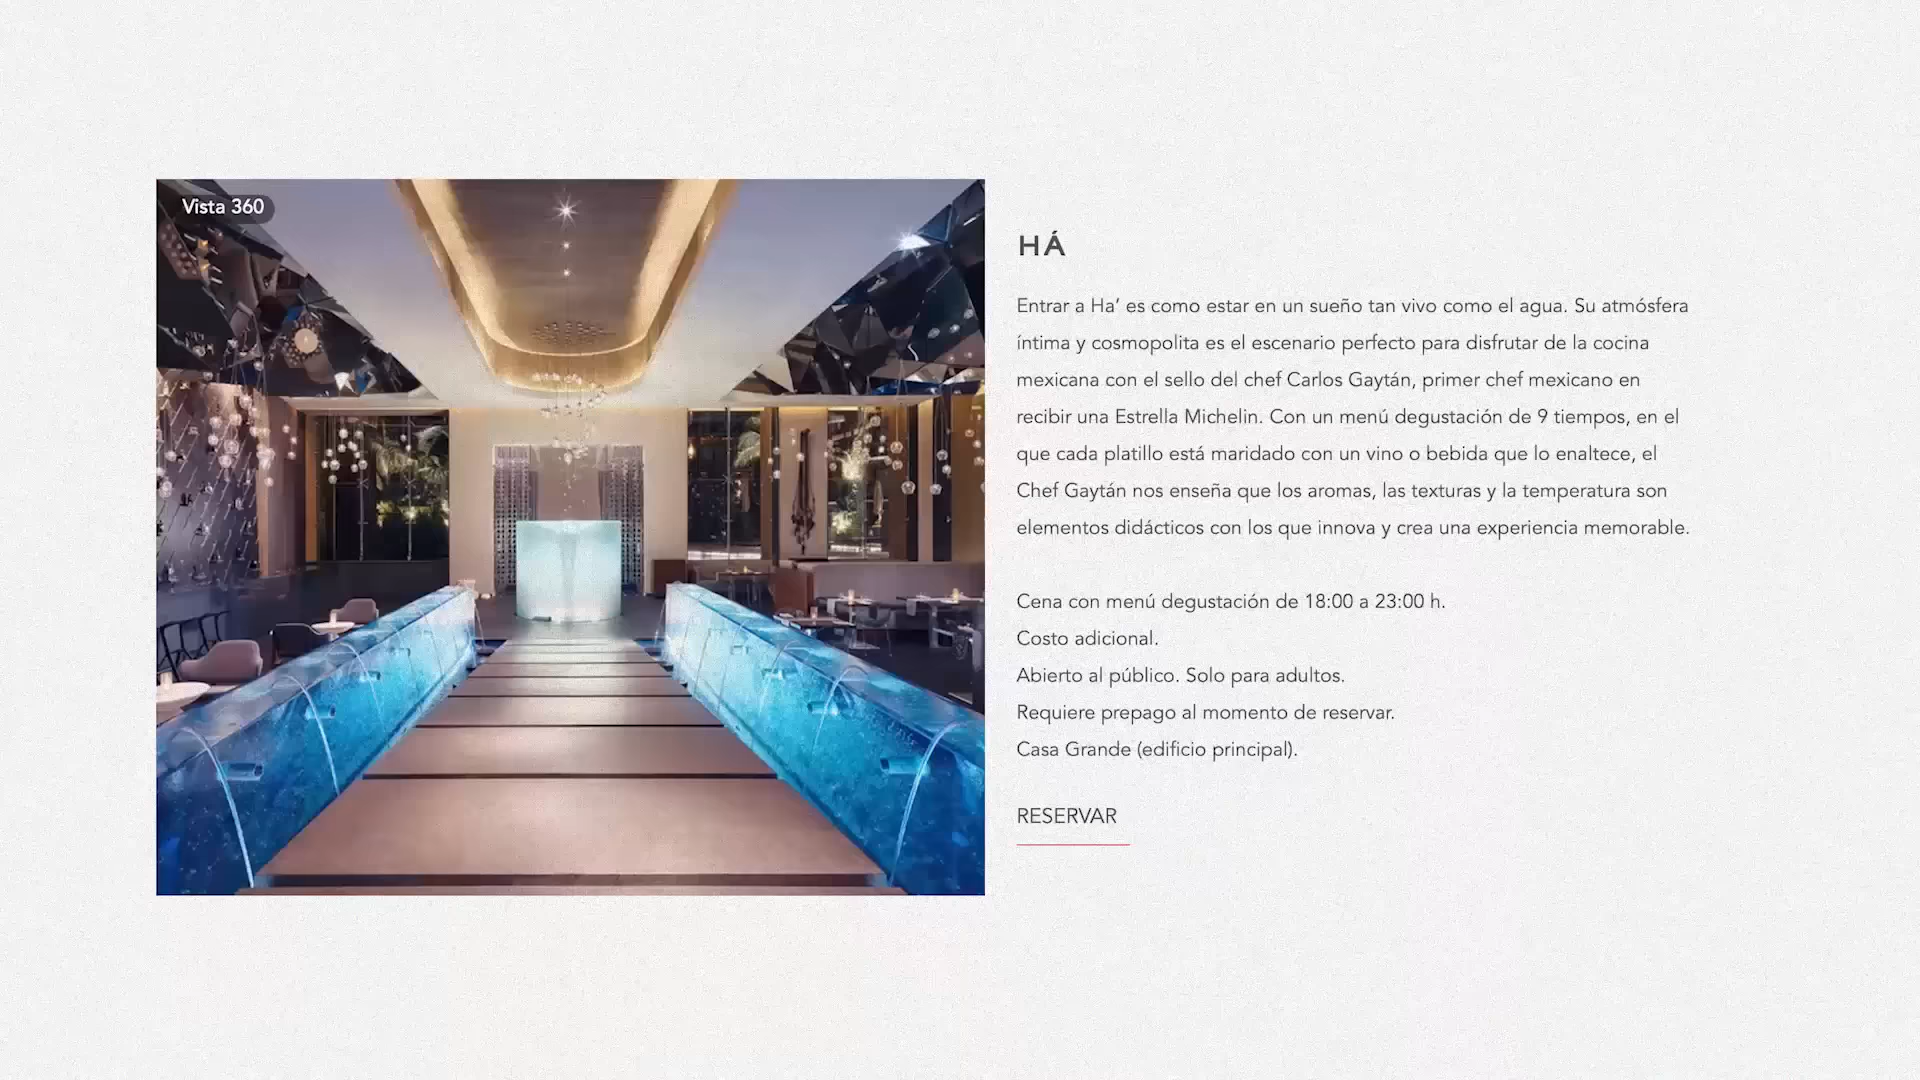 Vista 360
HÁ
Entrar a Ha’ es como estar en un sueño tan vivo como el agua. Su atmósfera
íntima y cosmopolita es el escenario perfecto para disfrutar de la cocina
mexicana con el sello del chef Carlos Gaytán, primer chef mexicano en
recibir una Estrella Michelin. Con un menú degustación de 9 tiempos, en el
que cada platillo está maridado con un vino o bebida que lo enaltece, el
Chef Gaytán nos enseña que los aromas, las texturas y la temperatura son
elementos didácticos con los que innova y crea una experiencia memorable.
Cena con menú degustación de 18:00 a 23:00 h.
Costo adicional.
Abierto al público. Solo para adultos.
Requiere prepago al momento de reservar.
Casa Grande (edificio principal).
RESERVAR